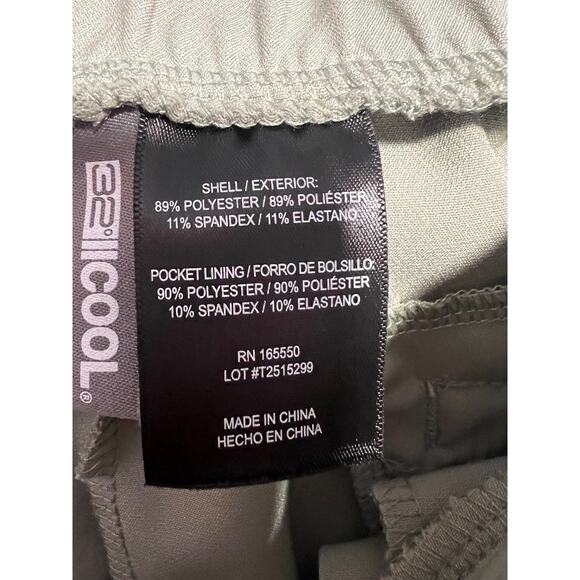 32° COOL®
SHELL / EXTERIOR:
89% POLYESTER / 89% POLIÉSTER
11% SPANDEX / 11% ELASTANO
POCKET LINING / FORRO DE BOLSILLO:
90% POLYESTER / 90% POLIÉSTER
10% SPANDEX / 10% ELASTANO
RN 165550
LOT #T2515299
MADE IN CHINA
HECHO EN CHINA